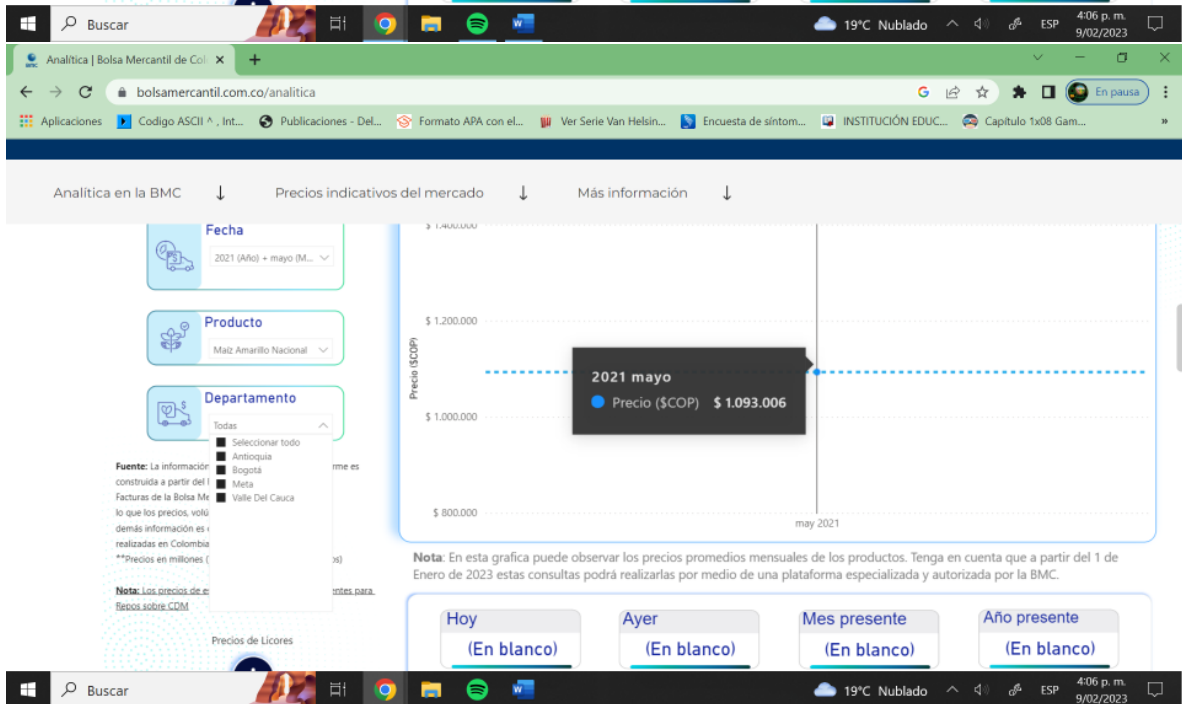 Buscar
19°C Nublado
ESP
4:06 p. m.
9/02/2023
Analítica | Bolsa Mercantil de Col
bolsamercantil.com.co/analitica
En pausa
Aplicaciones
Codigo ASCII ^ , Int...
Publicaciones - Del...
Formato APA con el...
Ver Serie Van Helsin...
Encuesta de síntom...
INSTITUCIÓN EDUC...
Capítulo 1x08 Gam...
Analítica en la BMC ↓ Precios indicativos del mercado ↓ Más información ↓
Fecha
2021 (Año) + mayo (M...
Producto
Maíz Amarillo Nacional
Departamento
Todas
Seleccionar todo
Antioquia
Bogotá
Meta
Valle Del Cauca
Fuente: La información rme es
construida a partir del
Facturas de la Bolsa Me
lo que los precios, volú
demás información es
realizadas en Colombia
**Precios en millones ( os)
Nota: Los precios de e entes para
Repos sobre CDM
Precios de Licores
Precio ($COP)
$ 1.400.000
$ 1.200.000
$ 1.000.000
$ 800.000
2021 mayo
Precio ($COP) $ 1.093.006
may 2021
Nota: En esta grafica puede observar los precios promedios mensuales de los productos. Tenga en cuenta que a partir del 1 de
Enero de 2023 estas consultas podrá realizarlas por medio de una plataforma especializada y autorizada por la BMC.
Hoy
(En blanco)
Ayer
(En blanco)
Mes presente
(En blanco)
Año presente
(En blanco)
Buscar
19°C Nublado
ESP
4:06 p. m.
9/02/2023